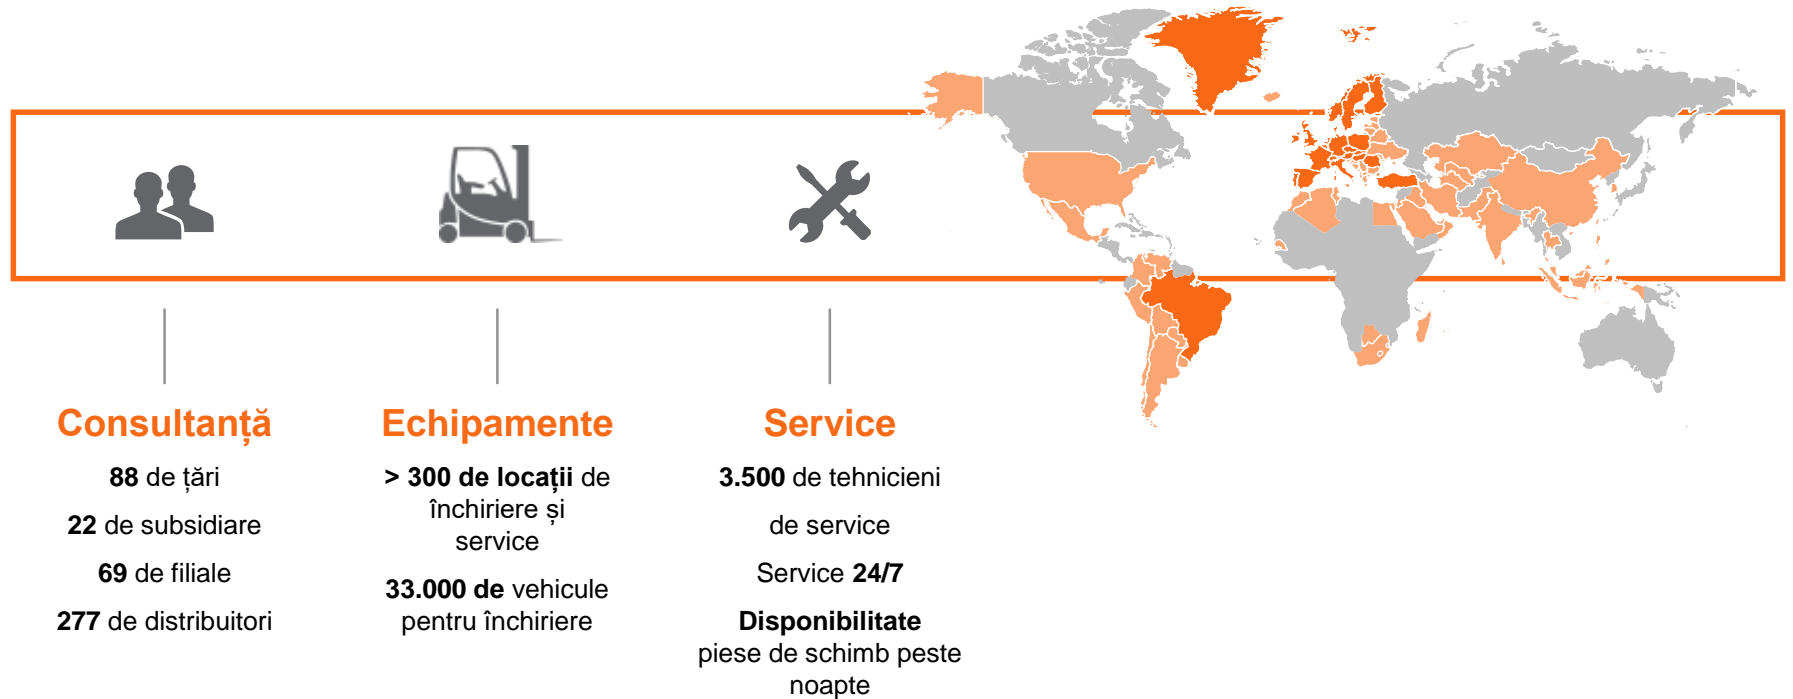 Consultanță
88 de țări
22 de subsidiare
69 de filiale
277 de distribuitori
Echipamente
> 300 de locații de
închiriere și
service
33.000 de vehicule
pentru închiriere
Service
3.500 de tehnicieni
de service
Service 24/7
Disponibilitate
piese de schimb peste
noapte